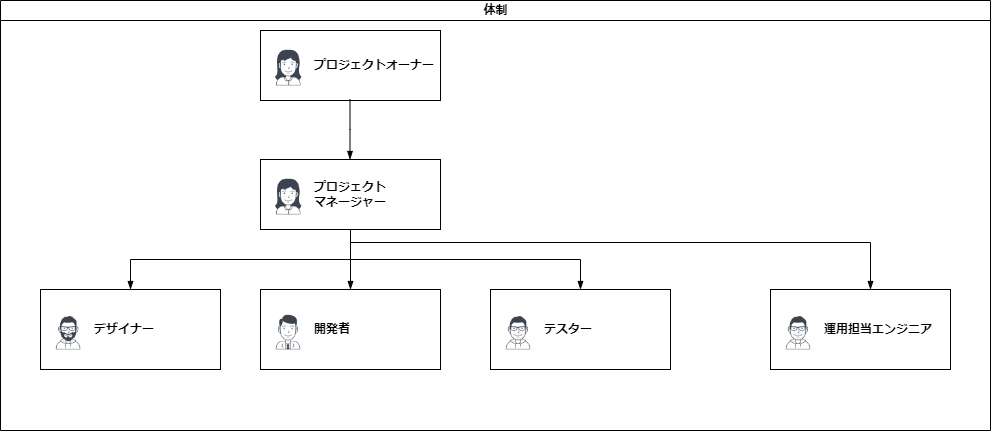 体制
プロジェクトオーナー
プロジェクト
マネージャー
デザイナー
開発者
テスター
運用担当エンジニア